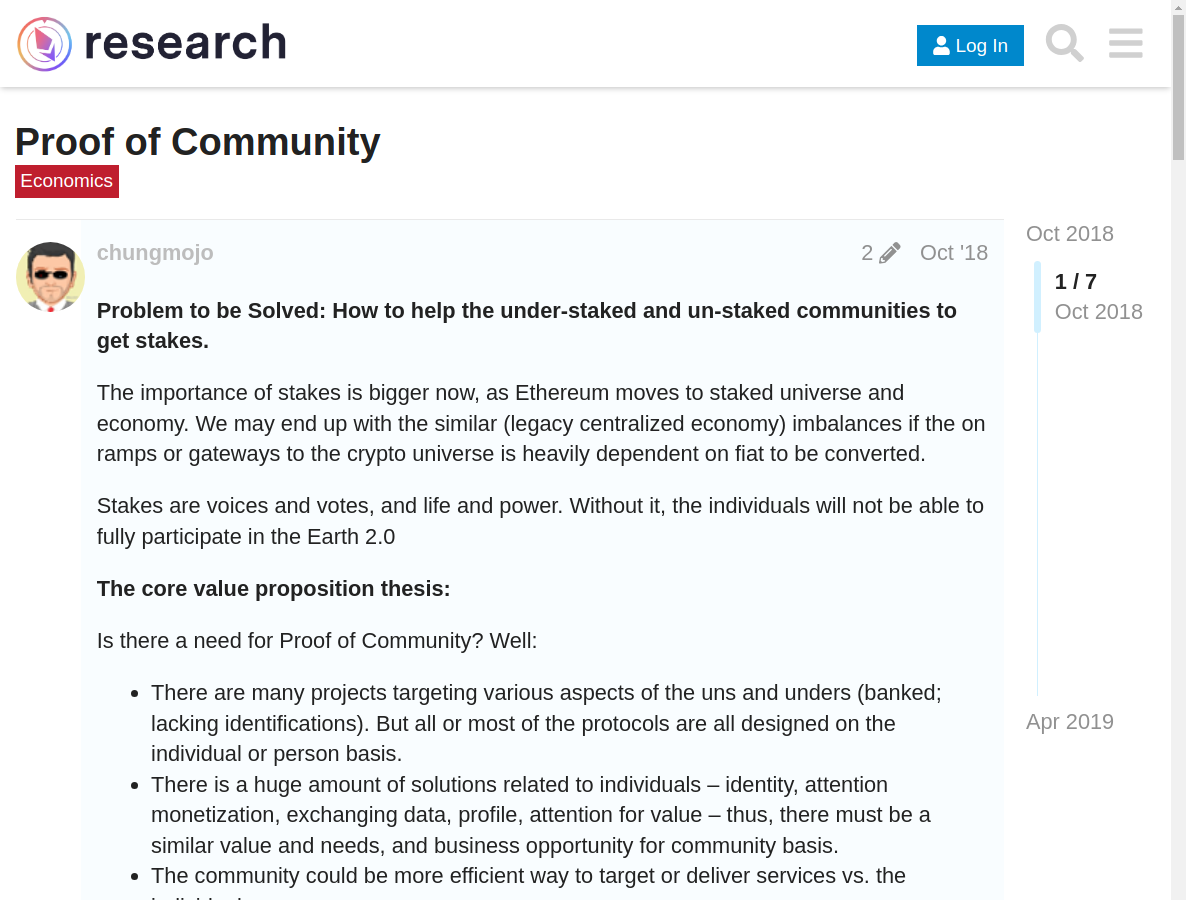 research
Log In
Proof of Community
Economics
chungmojo
2
Oct '18
Oct 2018
1 / 7
Oct 2018
Problem to be Solved: How to help the under-staked and un-staked communities to
get stakes.
The importance of stakes is bigger now, as Ethereum moves to staked universe and
economy. We may end up with the similar (legacy centralized economy) imbalances if the on
ramps or gateways to the crypto universe is heavily dependent on fiat to be converted.
Stakes are voices and votes, and life and power. Without it, the individuals will not be able to
fully participate in the Earth 2.0
The core value proposition thesis:
Is there a need for Proof of Community? Well:
There are many projects targeting various aspects of the uns and unders (banked;
lacking identifications). But all or most of the protocols are all designed on the
individual or person basis.
There is a huge amount of solutions related to individuals – identity, attention
monetization, exchanging data, profile, attention for value – thus, there must be a
similar value and needs, and business opportunity for community basis.
The community could be more efficient way to target or deliver services vs. the
Apr 2019